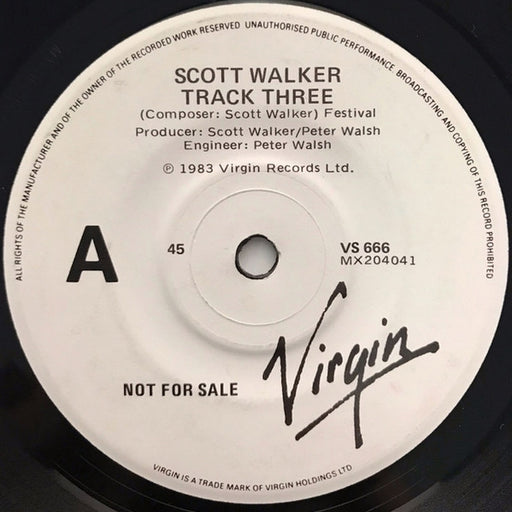 ALL RIGHTS OF THE MANUFACTURER AND OF THE OWNER OF THE RECORDED WORK RESERVED  UNAUTHORISED PUBLIC PERFORMANCE, BROADCASTING AND COPYING OF THIS RECORD PROHIBITED
SCOTT WALKER
TRACK THREE
(Composer: Scott Walker) Festival
Producer: Scott Walker/Peter Walsh
Engineer: Peter Walsh
℗ 1983 Virgin Records Ltd.
A
45
VS 666
MX204041
Virgin
NOT FOR SALE
VIRGIN IS A TRADE MARK OF VIRGIN HOLDINGS LTD